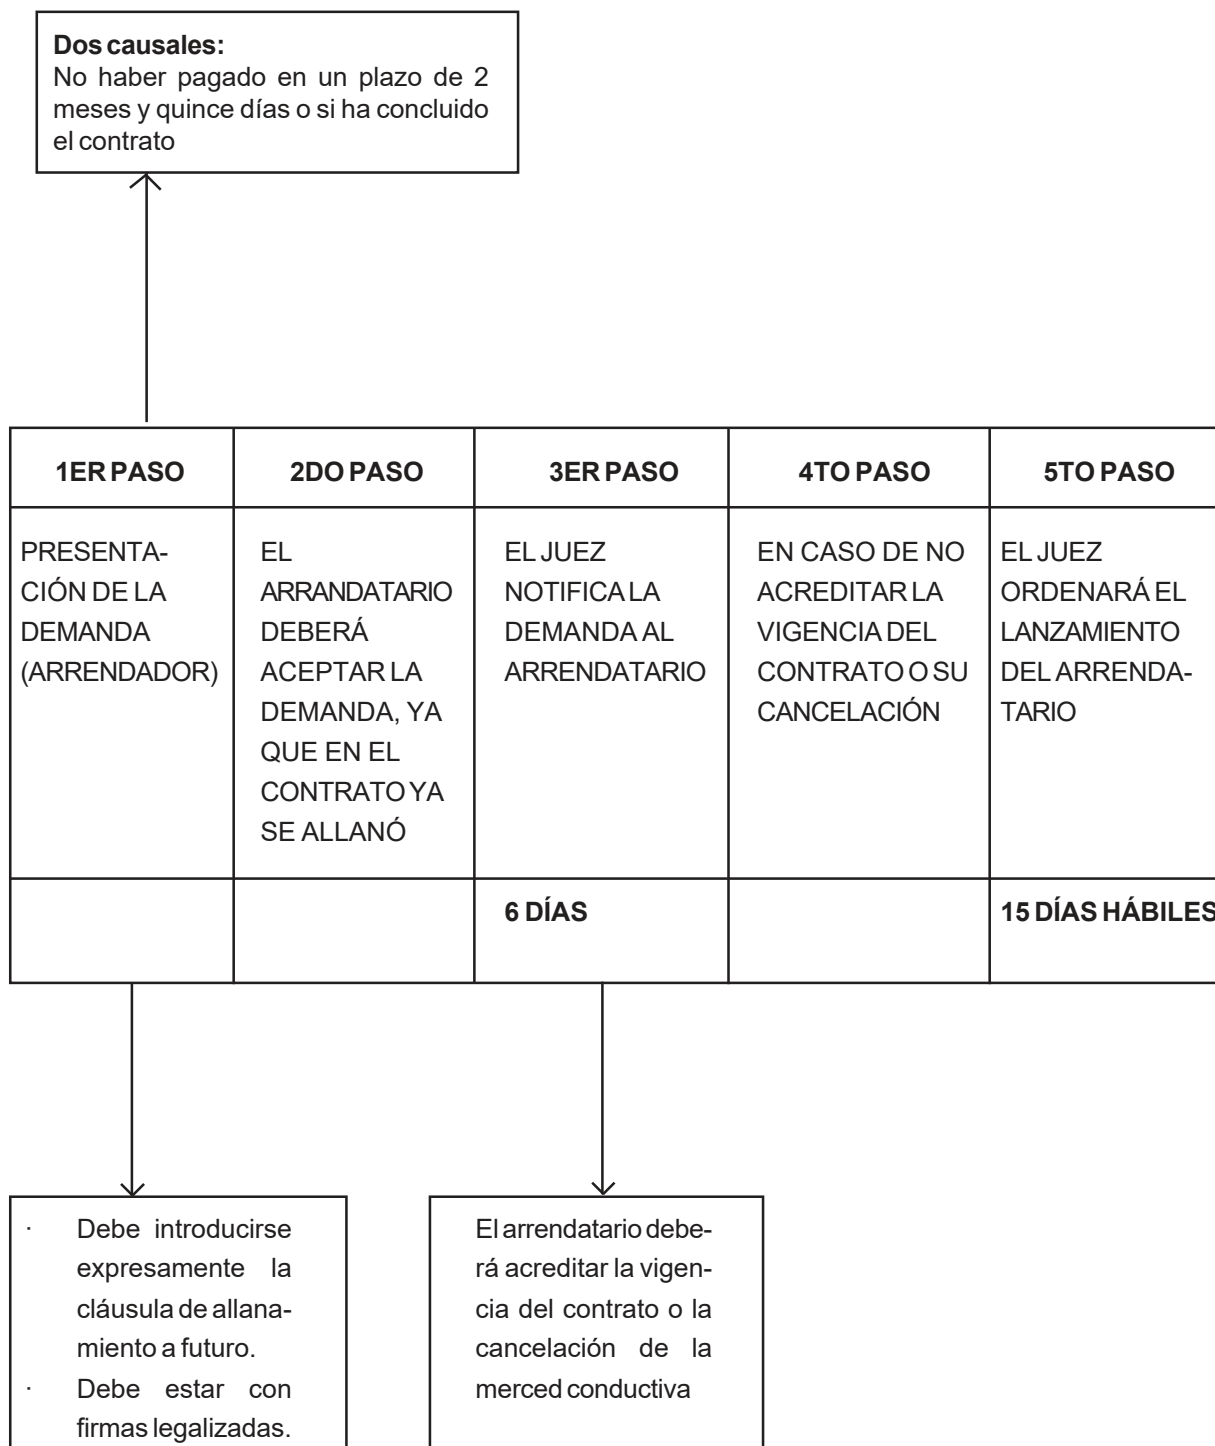 Dos causales:
No haber pagado en un plazo de 2
meses y quince días o si ha concluido
el contrato
1ER PASO
2DO PASO
3ER PASO
4TO PASO
5TO PASO
PRESENTA-
CIÓN DE LA
DEMANDA
(ARRENDADOR)
EL
ARRANDATARIO
DEBERÁ
ACEPTAR LA
DEMANDA, YA
QUE EN EL
CONTRATO YA
SE ALLANÓ
EL JUEZ
NOTIFICA LA
DEMANDA AL
ARRENDATARIO
EN CASO DE NO
ACREDITAR LA
VIGENCIA DEL
CONTRATO O SU
CANCELACIÓN
EL JUEZ
ORDENARÁ EL
LANZAMIENTO
DEL ARRENDA-
TARIO
6 DÍAS
15 DÍAS HÁBILES
· Debe introducirse
expresamente la
cláusula de allana-
miento a futuro.
· Debe estar con
firmas legalizadas.
El arrendatario debe-
rá acreditar la vigen-
cia del contrato o la
cancelación de la
merced conductiva